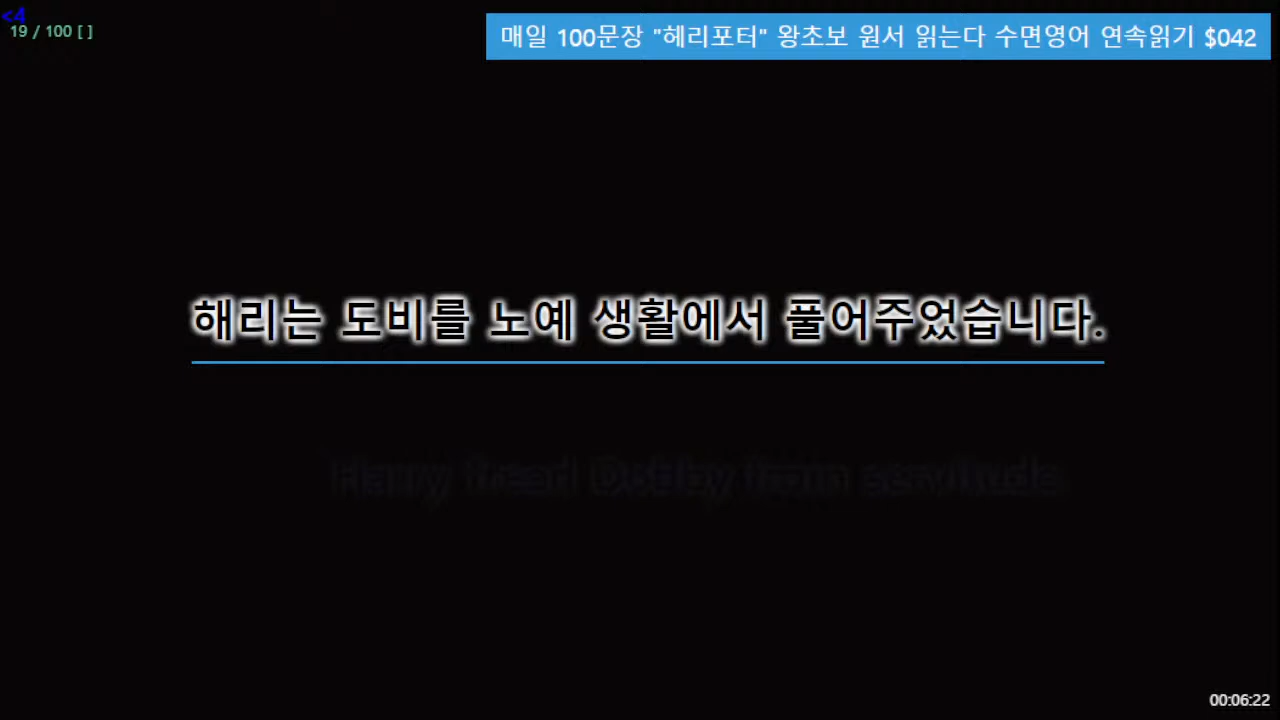 <4
19 / 100 [ ]
매일 100문장 "헤리포터" 왕초보 원서 읽는다 수면영어 연속읽기 $042
해리는 도비를 노예 생활에서 풀어주었습니다.
Harry freed Dobby from servitude.
00:06:22